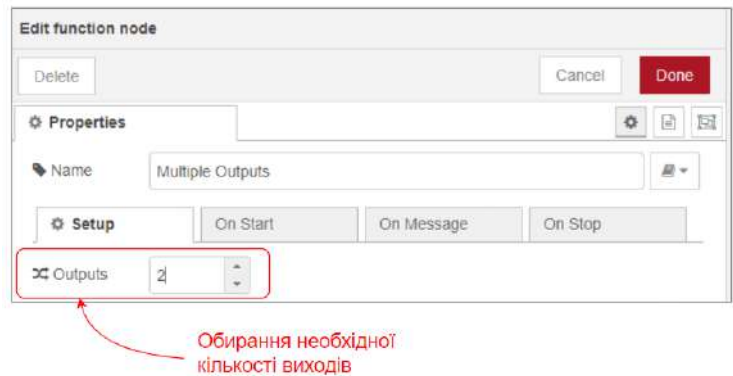 Edit function node
Delete
Cancel
Done
Properties
Name
Multiple Outputs
Setup
On Start
On Message
On Stop
Outputs
2
Обирання необхідної
кількості виходів